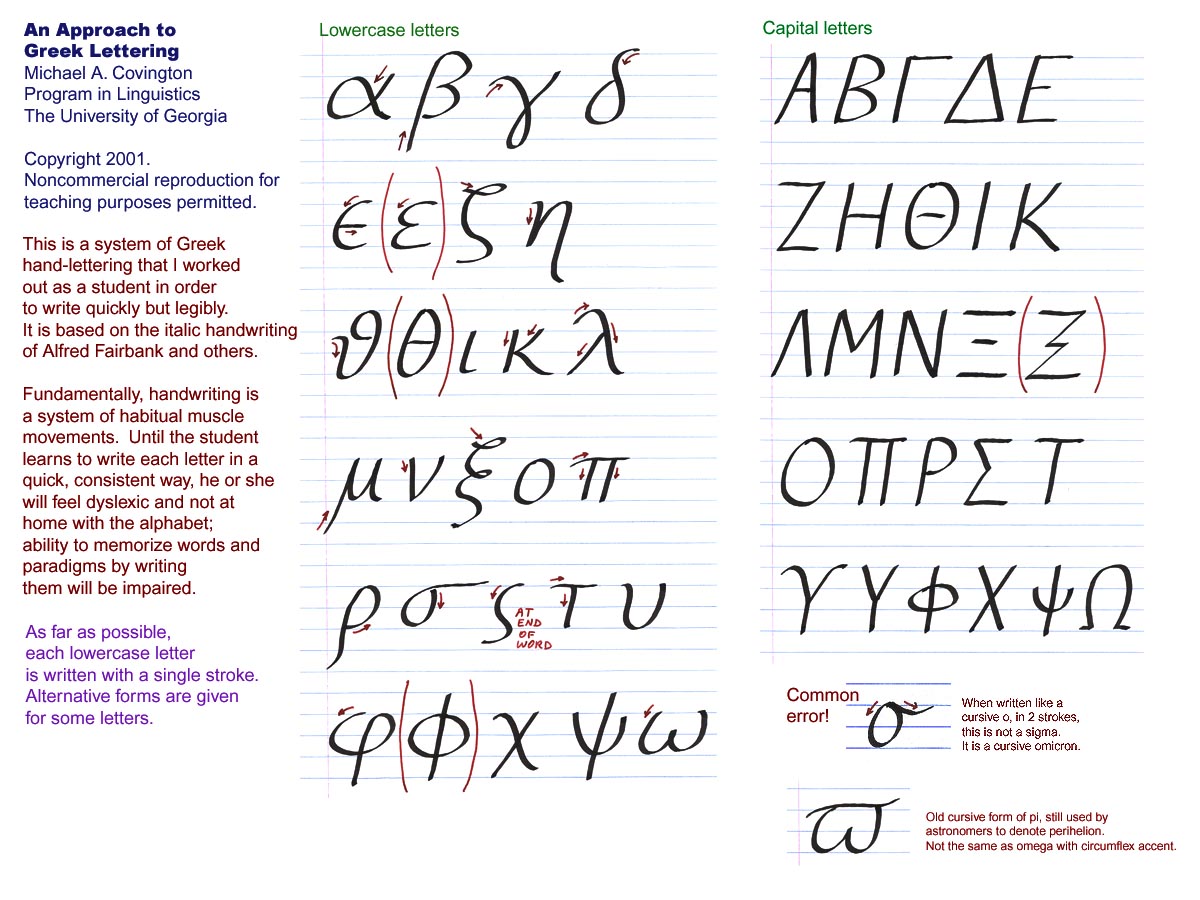 An Approach to
Greek Lettering
Michael A. Covington
Program in Linguistics
The University of Georgia
Copyright 2001.
Noncommercial reproduction for
teaching purposes permitted.
This is a system of Greek
hand-lettering that I worked
out as a student in order
to write quickly but legibly.
It is based on the italic handwriting
of Alfred Fairbank and others.
Fundamentally, handwriting is
a system of habitual muscle
movements. Until the student
learns to write each letter in a
quick, consistent way, he or she
will feel dyslexic and not at
home with the alphabet;
ability to memorize words and
paradigms by writing
them will be impaired.
As far as possible,
each lowercase letter
is written with a single stroke.
Alternative forms are given
for some letters.
Lowercase letters
α β γ δ
ϵ (ε) ζ η
ϑ (θ) ι κ λ
μ ν ξ ο π
ρ σ ς τ υ
AT
END
OF
WORD
φ (ϕ) χ ψ ω
Capital letters
Α Β Γ Δ Ε
Ζ Η Θ Ι Κ
Λ Μ Ν Ξ (Ξ)
Ο Π Ρ Σ Τ
ϒ Υ Φ Χ Ψ Ω
Common
error!
σ
When written like a
cursive o, in 2 strokes,
this is not a sigma.
It is a cursive omicron.
ϖ
Old cursive form of pi, still used by
astronomers to denote perihelion.
Not the same as omega with circumflex accent.